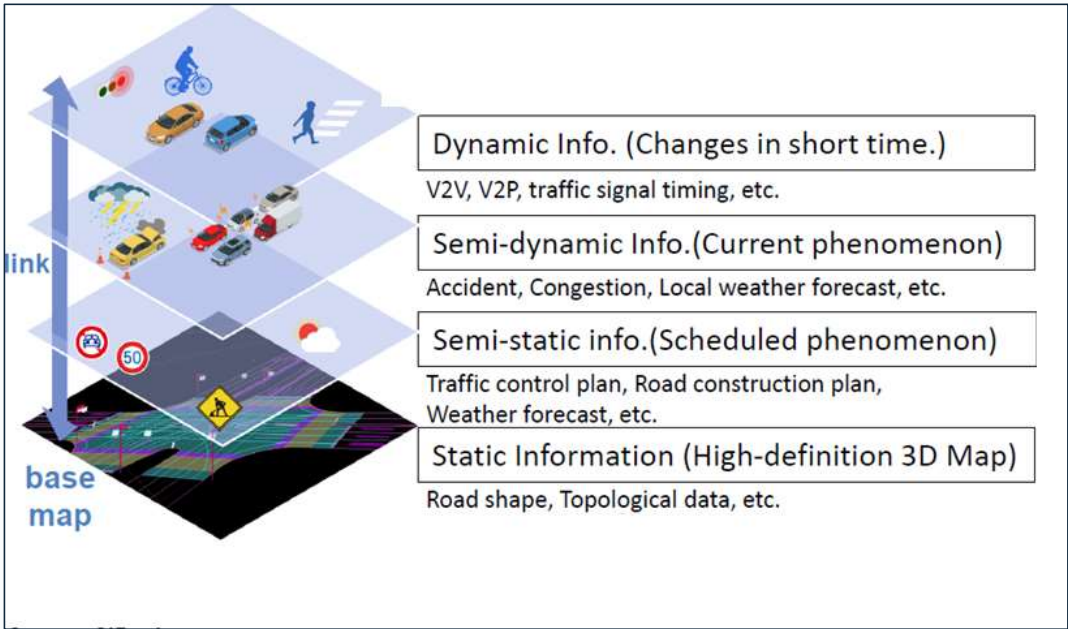 Dynamic Info. (Changes in short time.)
V2V, V2P, traffic signal timing, etc.
Semi-dynamic Info.(Current phenomenon)
Accident, Congestion, Local weather forecast, etc.
Semi-static info.(Scheduled phenomenon)
Traffic control plan, Road construction plan,
Weather forecast, etc.
Static Information (High-definition 3D Map)
Road shape, Topological data, etc.
link
50
base
map